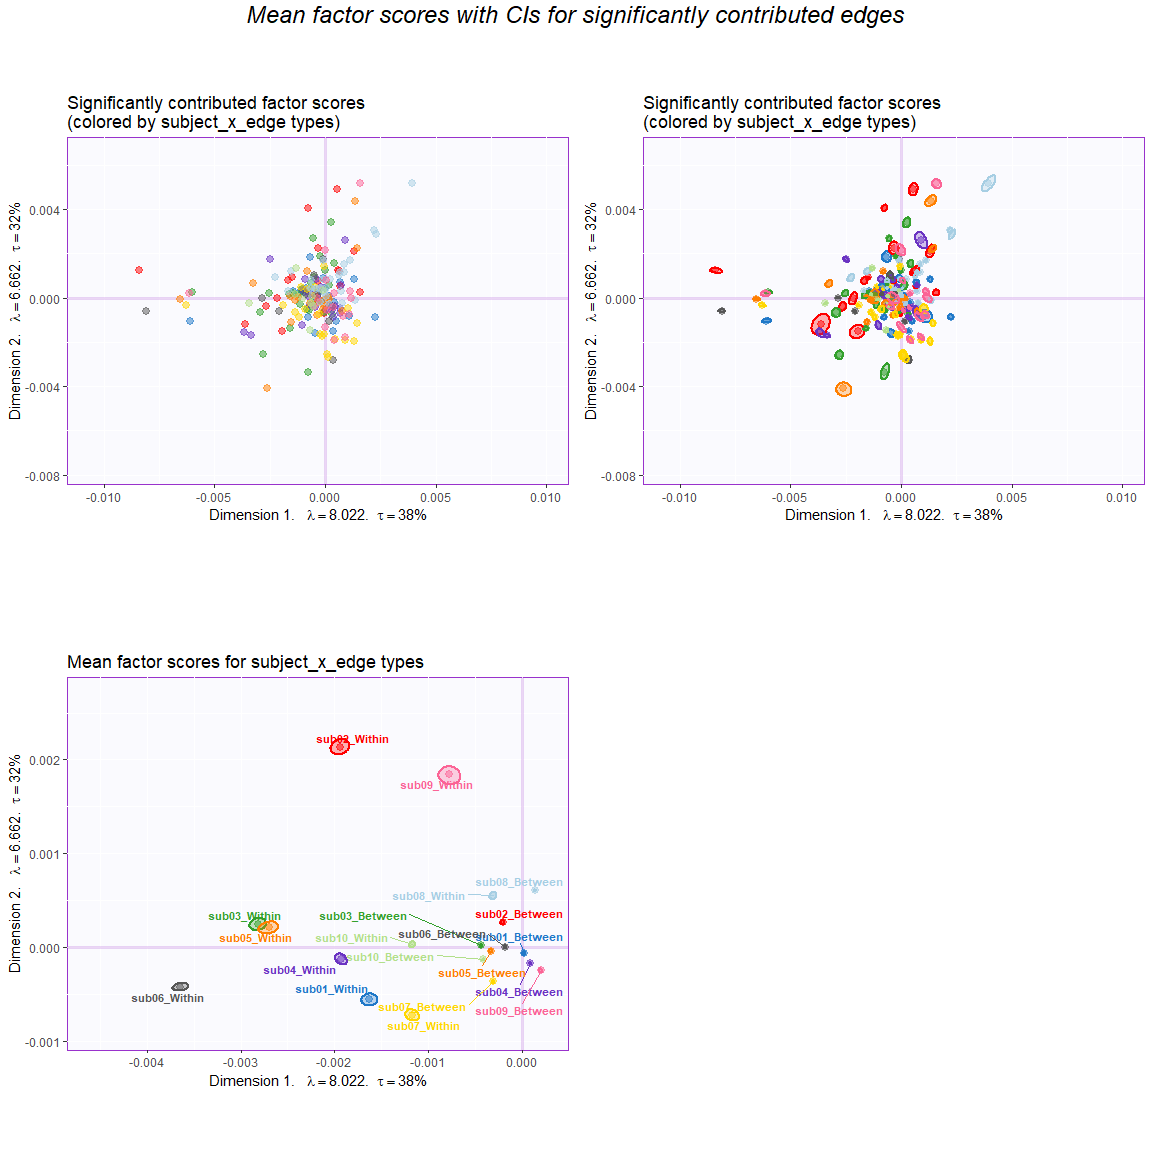 Mean factor scores with CIs for significantly contributed edges
Significantly contributed factor scores
(colored by subject_x_edge types)
Dimension 2. λ = 6.662. τ = 32%
0.004
0.000
-0.004
-0.008
-0.010
-0.005
0.000
0.005
0.010
Dimension 1. λ = 8.022. τ = 38%
Significantly contributed factor scores
(colored by subject_x_edge types)
Dimension 2. λ = 6.662. τ = 32%
0.004
0.000
-0.004
-0.008
-0.010
-0.005
0.000
0.005
0.010
Dimension 1. λ = 8.022. τ = 38%
Mean factor scores for subject_x_edge types
Dimension 2. λ = 6.662. τ = 32%
0.002
0.001
0.000
-0.001
sub02_Within
sub09_Within
sub08_Between
sub08_Within
sub03_Within
sub03_Between
sub02_Between
sub05_Within
sub10_Within
sub06_Between
sub01_Between
sub10_Between
sub04_Within
sub05_Between
sub06_Within
sub01_Within
sub04_Between
sub07_Between
sub09_Between
sub07_Within
-0.004
-0.003
-0.002
-0.001
0.000
Dimension 1. λ = 8.022. τ = 38%